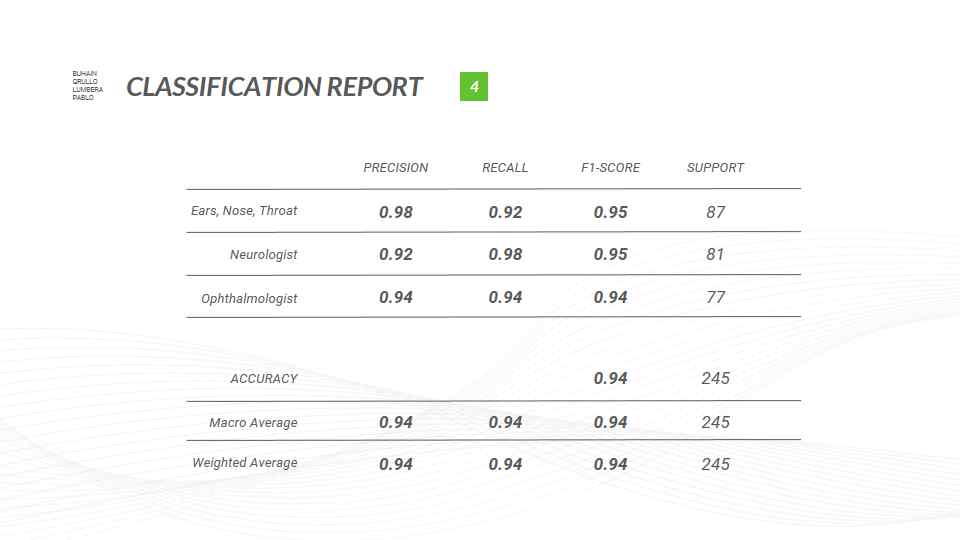 BUHAIN
QRULLO
LUMBERA
PABLO
CLASSIFICATION REPORT 4
PRECISION RECALL F1-SCORE SUPPORT
Ears, Nose, Throat 0.98 0.92 0.95 87
Neurologist 0.92 0.98 0.95 81
Ophthalmologist 0.94 0.94 0.94 77
ACCURACY 0.94 245
Macro Average 0.94 0.94 0.94 245
Weighted Average 0.94 0.94 0.94 245